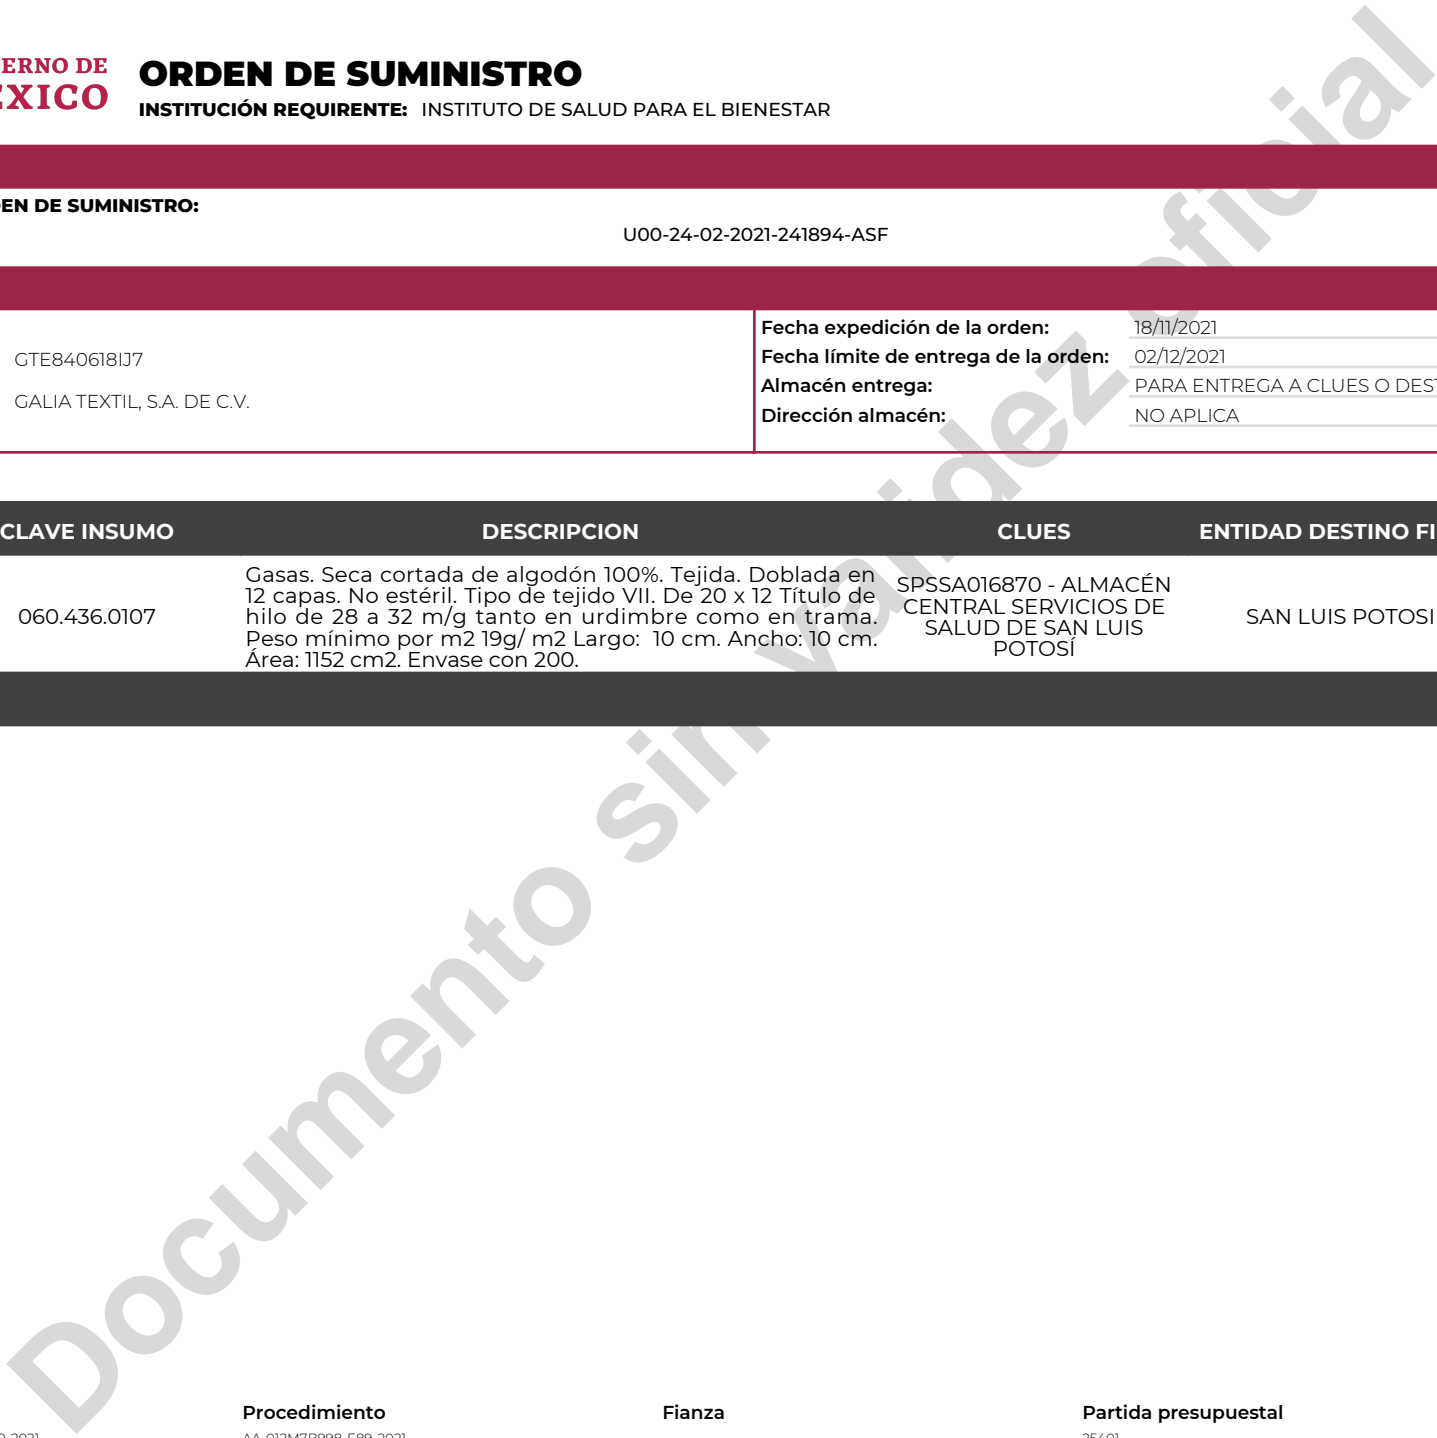 ERNO DE
EXICO
ORDEN DE SUMINISTRO
INSTITUCIÓN REQUIRENTE: INSTITUTO DE SALUD PARA EL BIENESTAR
EN DE SUMINISTRO:
U00-24-02-2021-241894-ASF
GTE840618IJ7
GALIA TEXTIL, S.A. DE C.V.
Fecha expedición de la orden: 18/11/2021
Fecha límite de entrega de la orden: 02/12/2021
Almacén entrega: PARA ENTREGA A CLUES O DEST
Dirección almacén: NO APLICA
CLAVE INSUMO DESCRIPCION CLUES ENTIDAD DESTINO FI
060.436.0107
Gasas. Seca cortada de algodón 100%. Tejida. Doblada en
12 capas. No estéril. Tipo de tejido VII. De 20 x 12 Título de
hilo de 28 a 32 m/g tanto en urdimbre como en trama.
Peso mínimo por m2 19g/ m2 Largo: 10 cm. Ancho: 10 cm.
Área: 1152 cm2. Envase con 200.
SPSSA016870 - ALMACÉN
CENTRAL SERVICIOS DE
SALUD DE SAN LUIS
POTOSÍ
SAN LUIS POTOSI
Documento sin validez oficial
Procedimiento Fianza Partida presupuestal